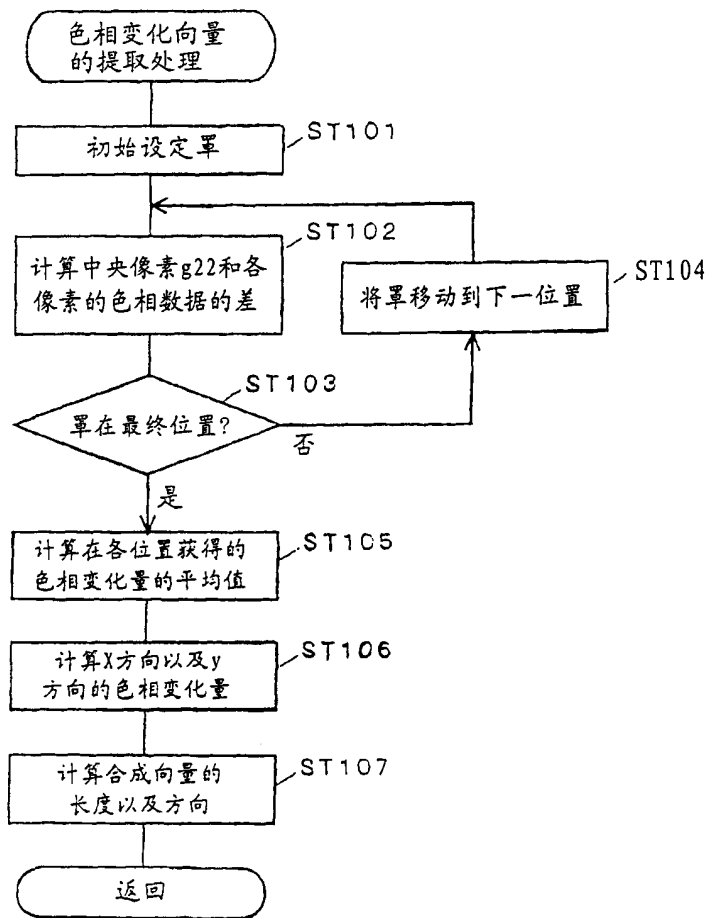 色相变化向量
的提取处理
初始设定罩
ST101
计算中央像素g22和各
像素的色相数据的差
ST102
将罩移动到下一位置
ST104
罩在最终位置?
ST103
否
是
计算在各位置获得的
色相变化量的平均值
ST105
计算X方向以及y
方向的色相变化量
ST106
计算合成向量的
长度以及方向
ST107
返回